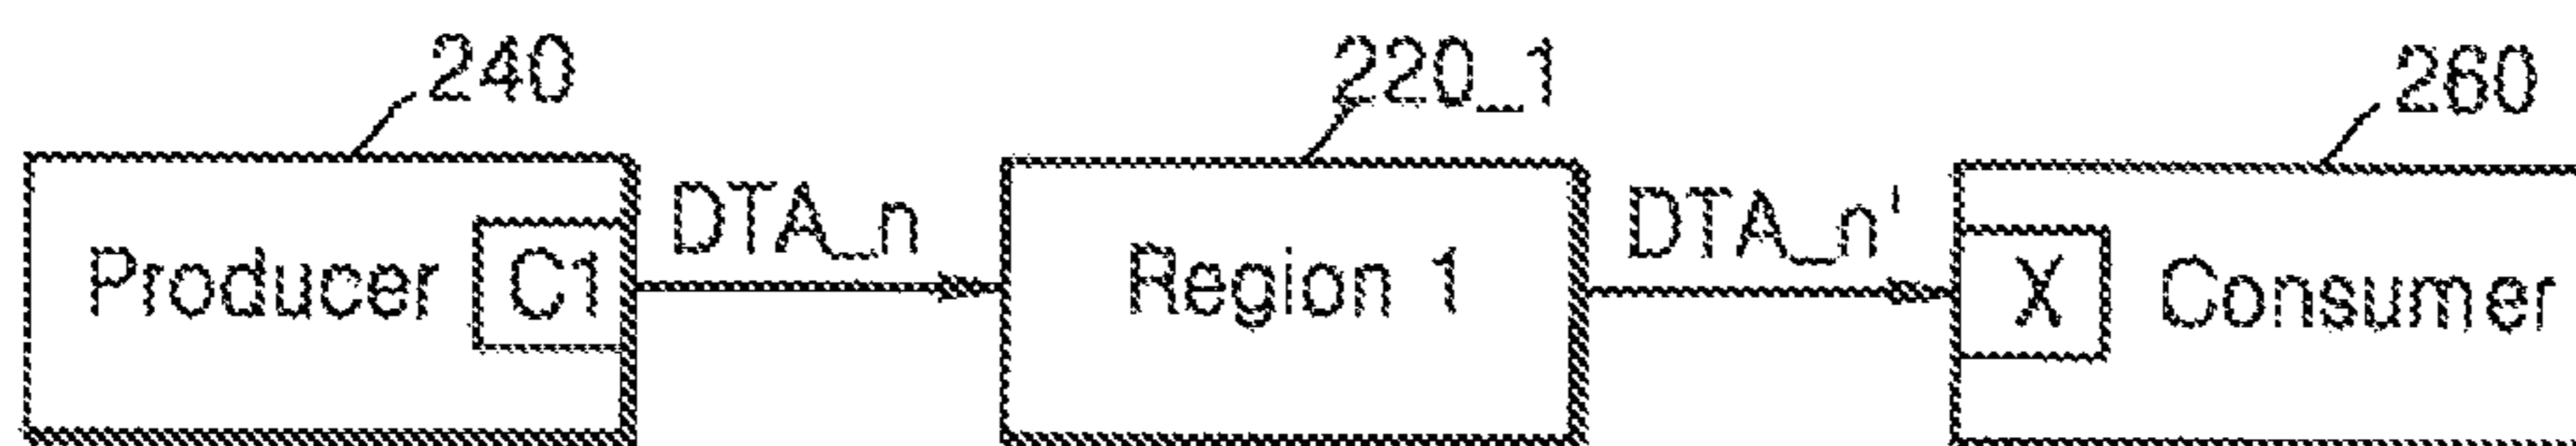 240 220_1 260
DTA_n DTA_n'
Producer C1 Region 1 X Consumer